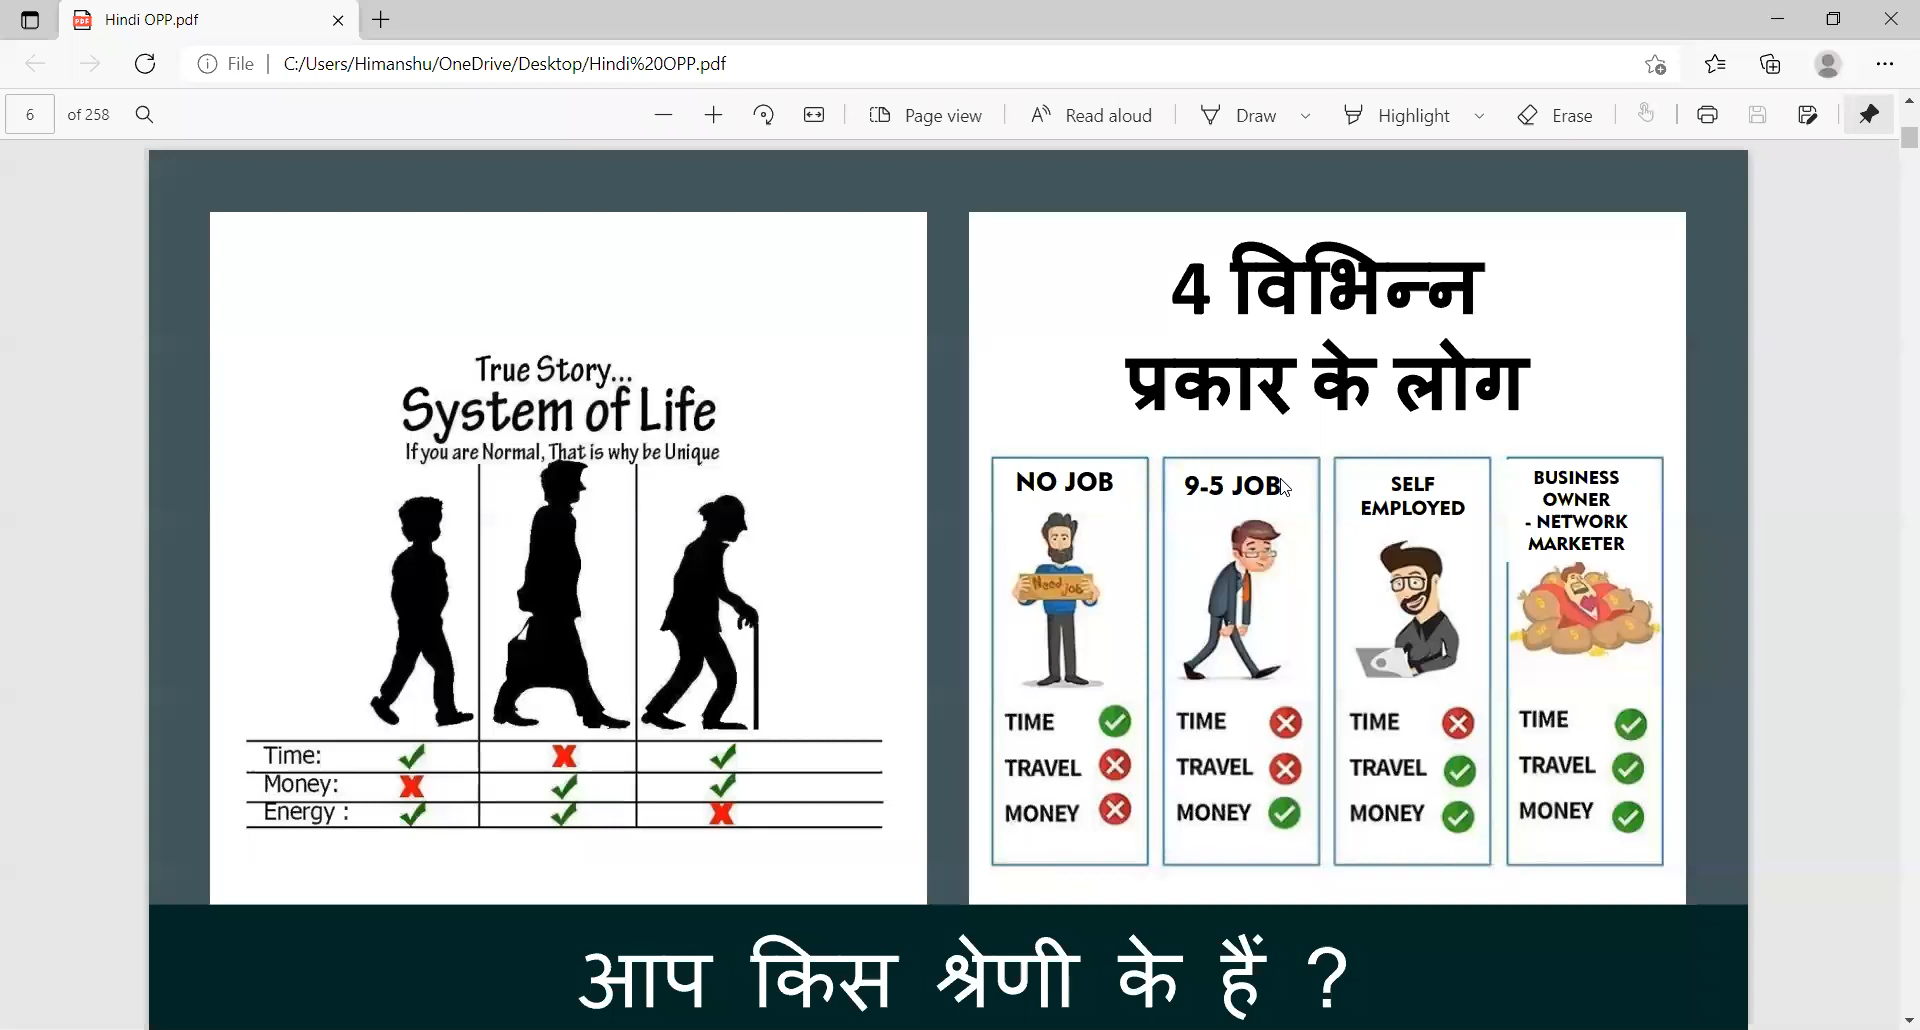 Hindi OPP.pdf
File
C:/Users/Himanshu/OneDrive/Desktop/Hindi%20OPP.pdf
6 of 258
Page view
Read aloud
Draw
Highlight
Erase
True Story...
System of Life
If you are Normal, That is why be Unique
Time:
Money:
Energy :
4 विभिन्न
प्रकार के लोग
NO JOB
Need job
TIME
TRAVEL
MONEY
9-5 JOB
TIME
TRAVEL
MONEY
SELF
EMPLOYED
TIME
TRAVEL
MONEY
BUSINESS
OWNER
- NETWORK
MARKETER
TIME
TRAVEL
MONEY
आप किस श्रेणी के हैं ?